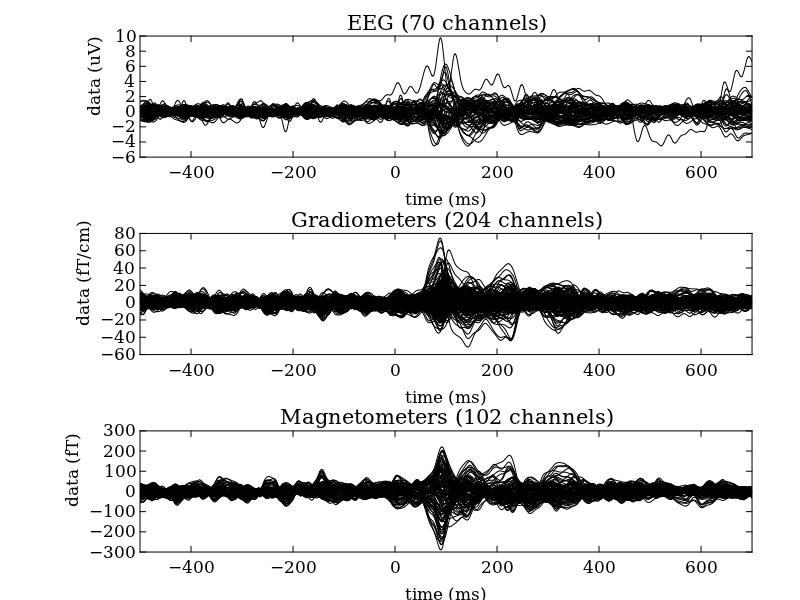 EEG (70 channels)
10
8
6
4
2
0
−2
−4
−6
data (uV)
−400 −200 0 200 400 600
time (ms)
Gradiometers (204 channels)
80
60
40
20
0
−20
−40
−60
data (fT/cm)
−400 −200 0 200 400 600
time (ms)
Magnetometers (102 channels)
300
200
100
0
−100
−200
−300
data (fT)
−400 −200 0 200 400 600
time (ms)